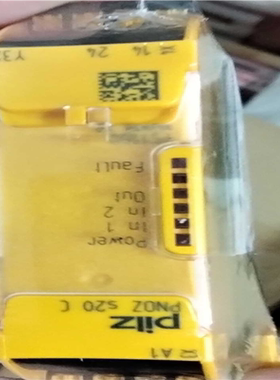 A1
pilz
PNOZ s20 C
Power
In 1
In 2
Out
Fault
14 24